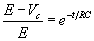 (E − V_c)/E = e^{−t/RC}